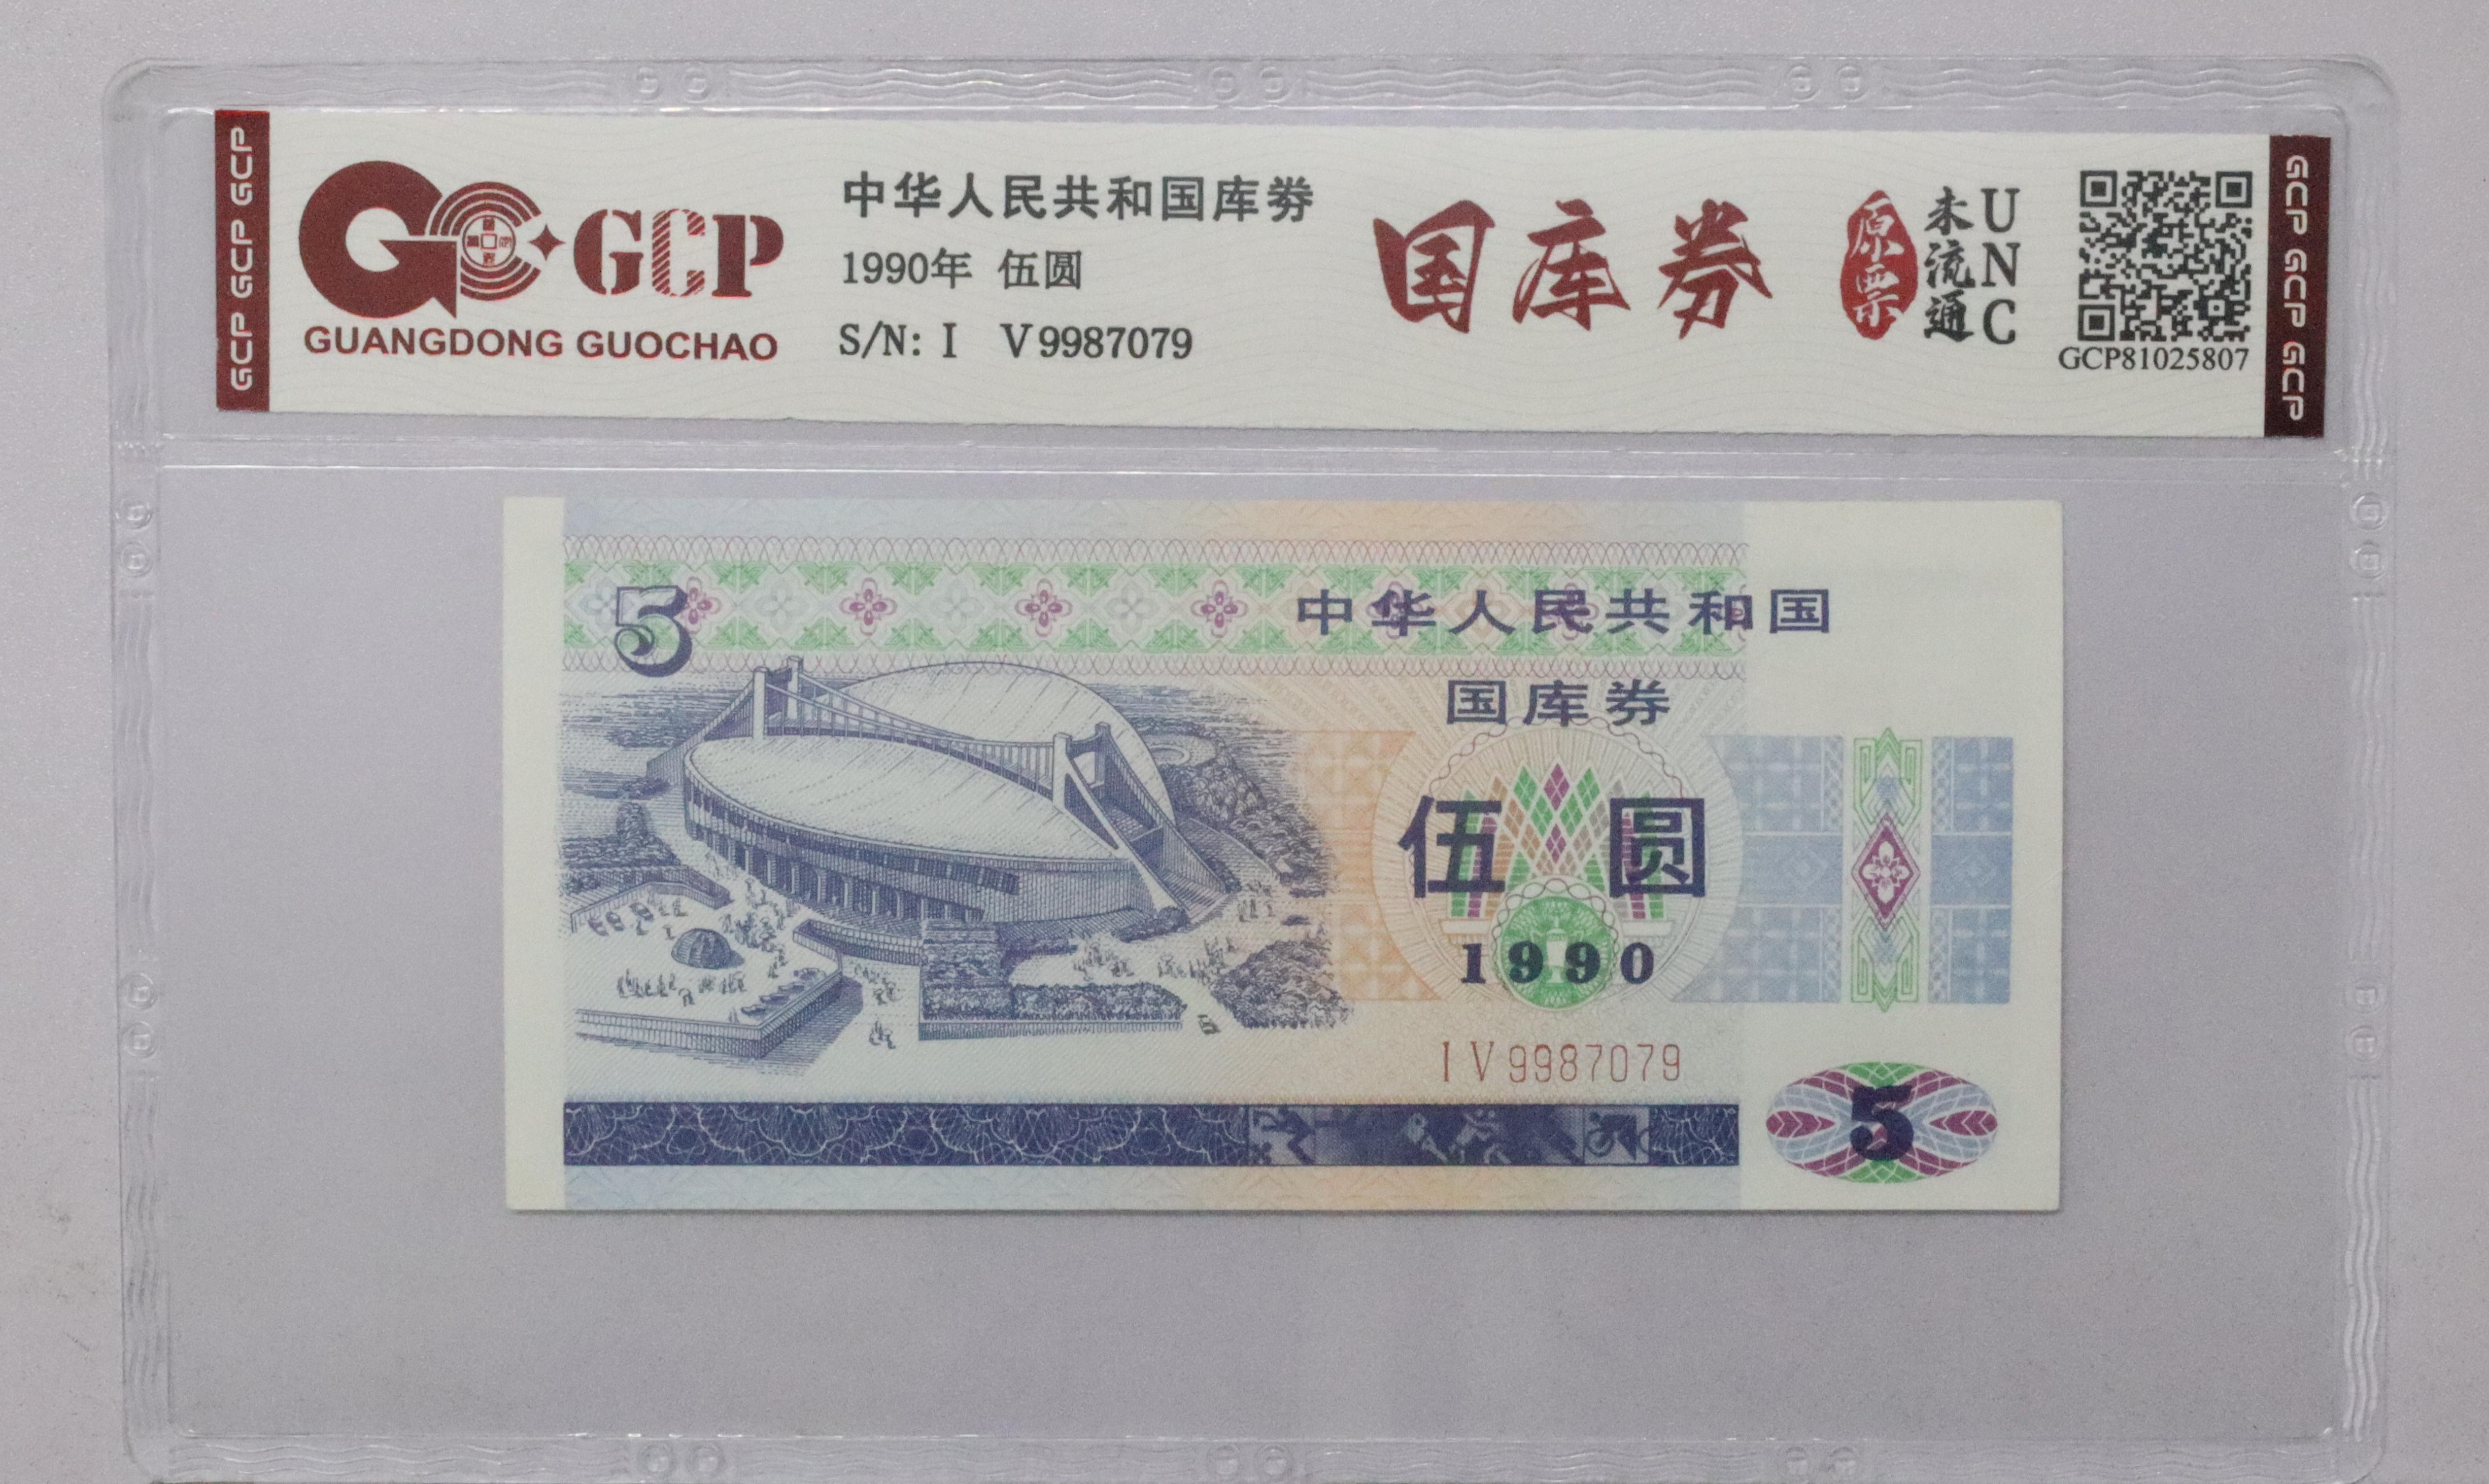 GCP GCP GCP
GCP
GUANGDONG GUOCHAO
中华人民共和国库券
1990年 伍圆
S/N: I V9987079
国库券
原票
未流通
UNC
GCP81025807
GCP GCP GCP
5
中华人民共和国
国库券
伍圆
1990
IV9987079
5